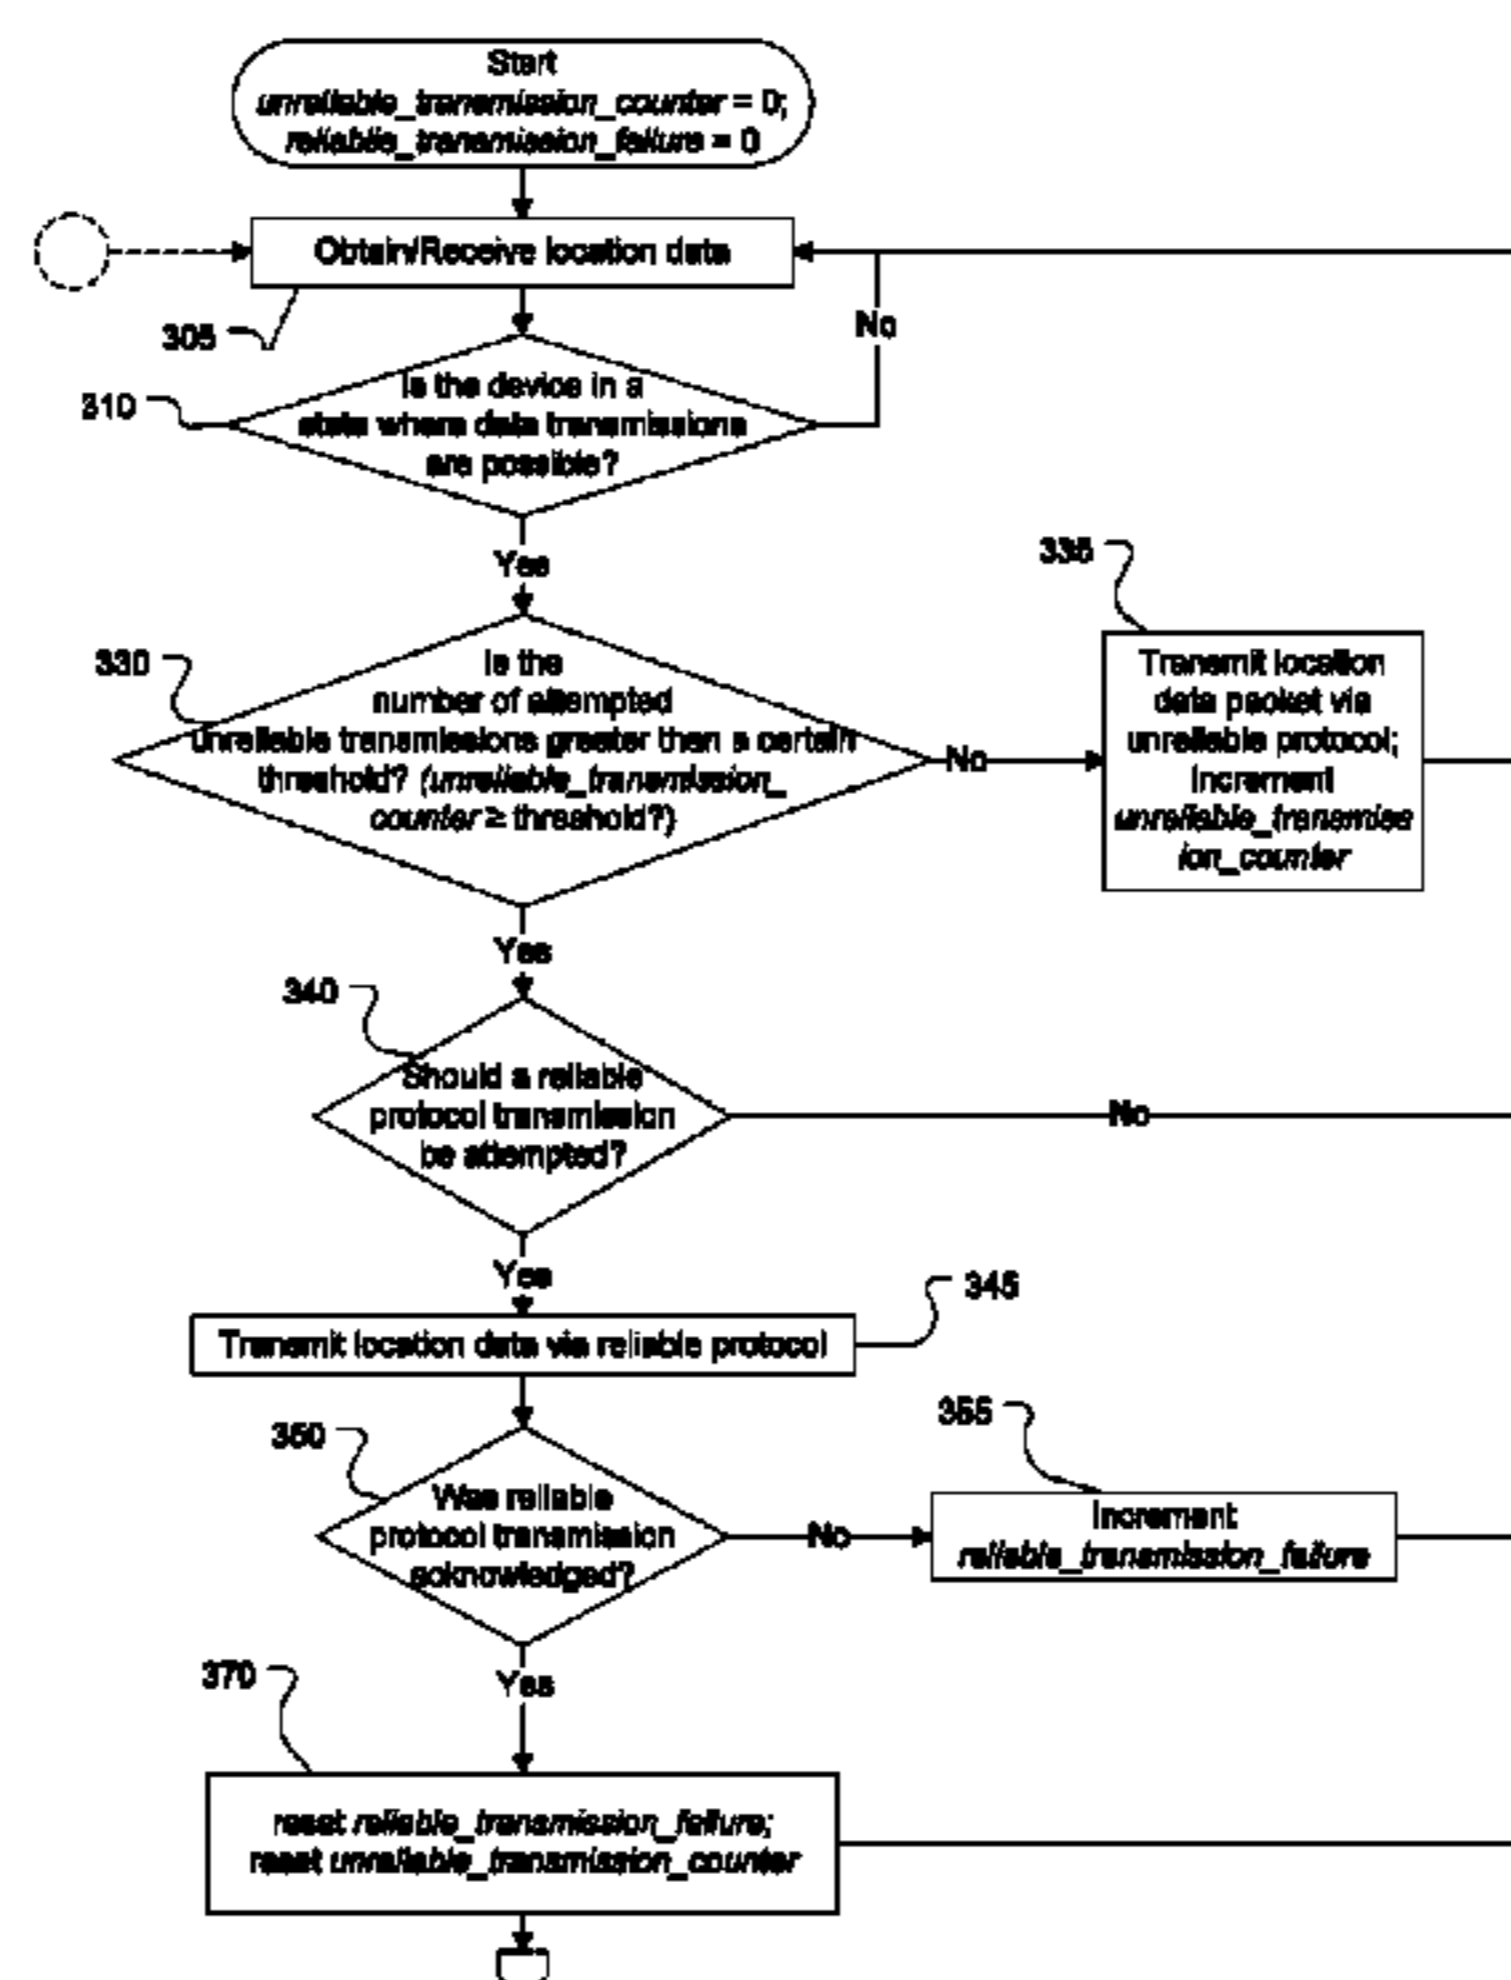 Start
unreliable_transmission_counter = 0;
reliable_transmission_failure = 0
Obtain/Receive location data
305
No
310
Is the device in a
state where data transmissions
are possible?
Yes
335
330
Is the
number of attempted
unreliable transmissions greater than a certain
threshold? (unreliable_transmission_
counter ≥ threshold?)
No
Transmit location
data packet via
unreliable protocol;
Increment
unreliable_transmiss
ion_counter
Yes
340
Should a reliable
protocol transmission
be attempted?
No
Yes
345
Transmit location data via reliable protocol
350
355
Was reliable
protocol transmission
acknowledged?
No
Increment
reliable_transmission_failure
Yes
370
reset reliable_transmission_failure;
reset unreliable_transmission_counter